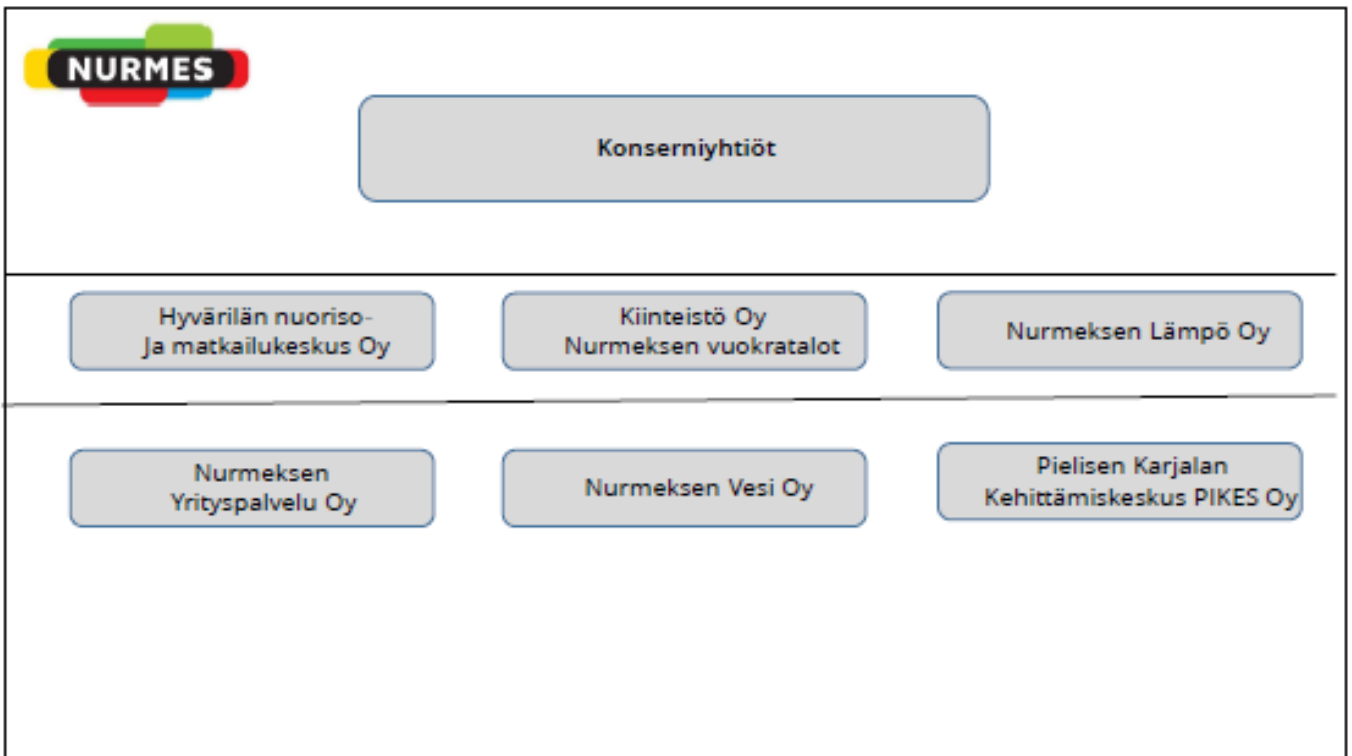 NURMES
Konserniyhtiöt
Hyvärilän nuoriso-
Ja matkailukeskus Oy
Kiinteistö Oy
Nurmeksen vuokratalot
Nurmeksen Lämpö Oy
Nurmeksen
Yrityspalvelu Oy
Nurmeksen Vesi Oy
Pielisen Karjalan
Kehittämiskeskus PIKES Oy